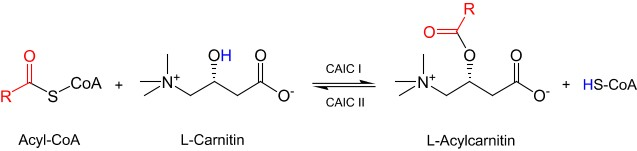 O
R
S
CoA
+
N+
OH
O
O-
CAIC I
CAIC II
R
O
O
N+
O
O-
+
HS-CoA
Acyl-CoA
L-Carnitin
L-Acylcarnitin